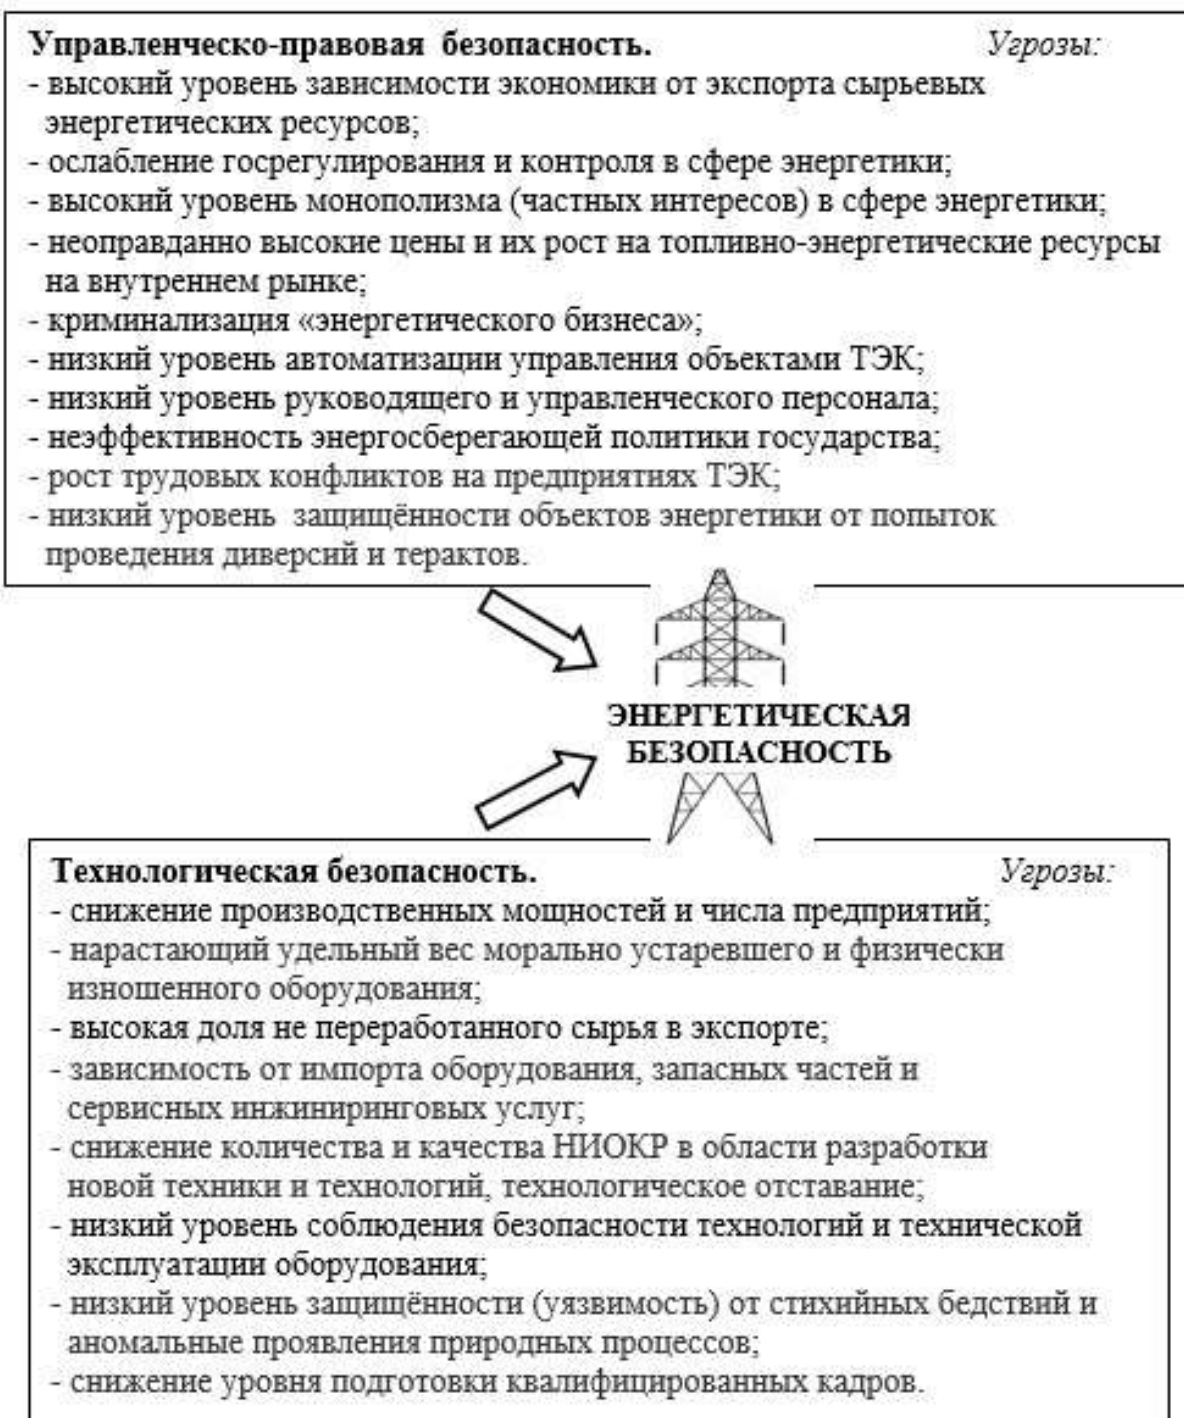 Управленческо-правовая безопасность. Угрозы:
- высокий уровень зависимости экономики от экспорта сырьевых
энергетических ресурсов;
- ослабление госрегулирования и контроля в сфере энергетики;
- высокий уровень монополизма (частных интересов) в сфере энергетики;
- неоправданно высокие цены и их рост на топливно-энергетические ресурсы
на внутреннем рынке;
- криминализация «энергетического бизнеса»;
- низкий уровень автоматизации управления объектами ТЭК;
- низкий уровень руководящего и управленческого персонала;
- неэффективность энергосберегающей политики государства;
- рост трудовых конфликтов на предприятиях ТЭК;
- низкий уровень защищённости объектов энергетики от попыток
проведения диверсий и терактов.
ЭНЕРГЕТИЧЕСКАЯ
БЕЗОПАСНОСТЬ
Технологическая безопасность. Угрозы:
- снижение производственных мощностей и числа предприятий;
- нарастающий удельный вес морально устаревшего и физически
изношенного оборудования;
- высокая доля не переработанного сырья в экспорте;
- зависимость от импорта оборудования, запасных частей и
сервисных инжиниринговых услуг;
- снижение количества и качества НИОКР в области разработки
новой техники и технологий, технологическое отставание;
- низкий уровень соблюдения безопасности технологий и технической
эксплуатации оборудования;
- низкий уровень защищённости (уязвимость) от стихийных бедствий и
аномальные проявления природных процессов;
- снижение уровня подготовки квалифицированных кадров.